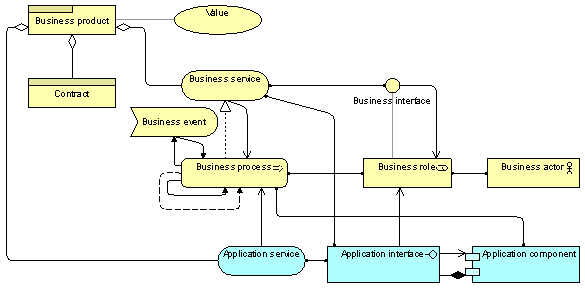 Value
Business product
Contract
Business service
Business interface
Business event
Business process
Business role
Business actor
Application service
Application interface
Application component